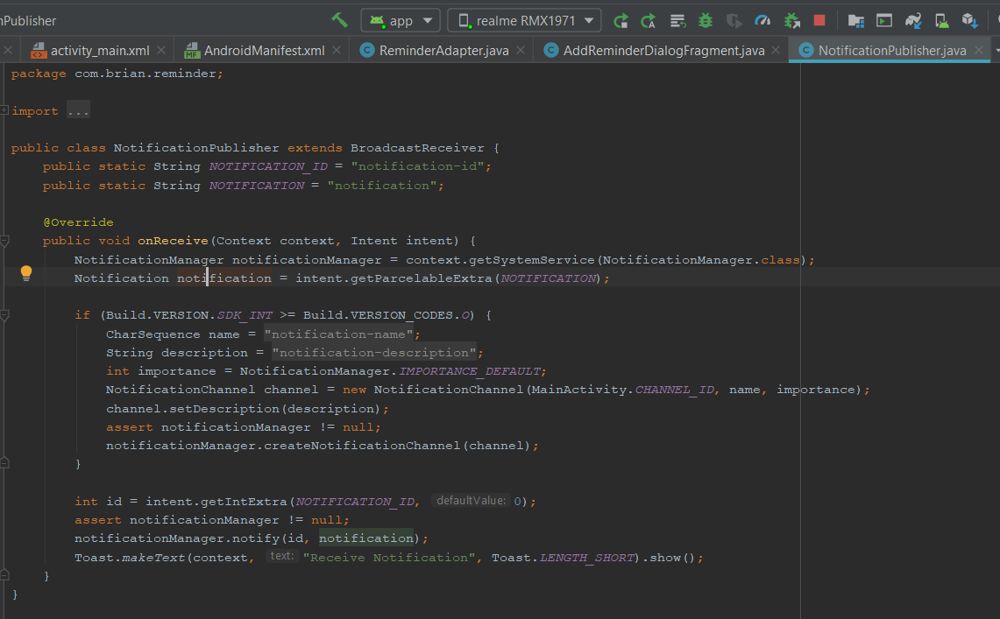 nPublisher
app
realme RMX1971
activity_main.xml
AndroidManifest.xml
ReminderAdapter.java
AddReminderDialogFragment.java
NotificationPublisher.java
package com.brian.reminder;
import ...
public class NotificationPublisher extends BroadcastReceiver {
public static String NOTIFICATION_ID = "notification-id";
public static String NOTIFICATION = "notification";
@Override
public void onReceive(Context context, Intent intent) {
NotificationManager notificationManager = context.getSystemService(NotificationManager.class);
Notification notification = intent.getParcelableExtra(NOTIFICATION);
if (Build.VERSION.SDK_INT >= Build.VERSION_CODES.O) {
CharSequence name = "notification-name";
String description = "notification-description";
int importance = NotificationManager.IMPORTANCE_DEFAULT;
NotificationChannel channel = new NotificationChannel(MainActivity.CHANNEL_ID, name, importance);
channel.setDescription(description);
assert notificationManager != null;
notificationManager.createNotificationChannel(channel);
}
int id = intent.getIntExtra(NOTIFICATION_ID, defaultValue: 0);
assert notificationManager != null;
notificationManager.notify(id, notification);
Toast.makeText(context, text: "Receive Notification", Toast.LENGTH_SHORT).show();
}
}